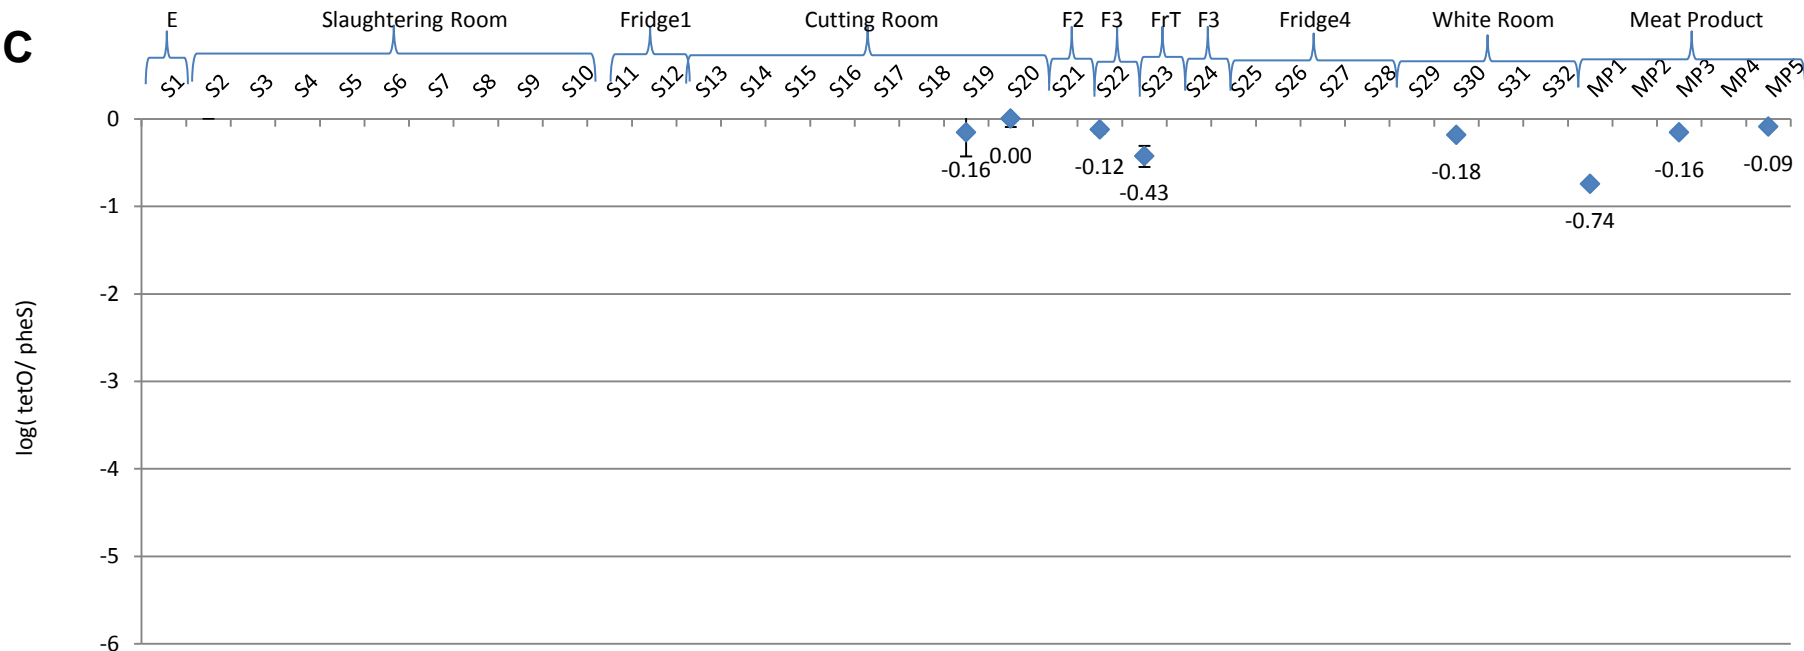 C
E Slaughtering Room Fridge1 Cutting Room F2 F3 FrT F3 Fridge4 White Room Meat Product
S1 S2 S3 S4 S5 S6 S7 S8 S9 S10 S11 S12 S13 S14 S15 S16 S17 S18 S19 S20 S21 S22 S23 S24 S25 S26 S27 S28 S29 S30 S31 S32 MP1 MP2 MP3 MP4 MP5
0
-0.16 0.00 -0.12 -0.43 -0.18 -0.74 -0.16 -0.09
-1
-2
-3
-4
-5
-6
log( tetO/ pheS)